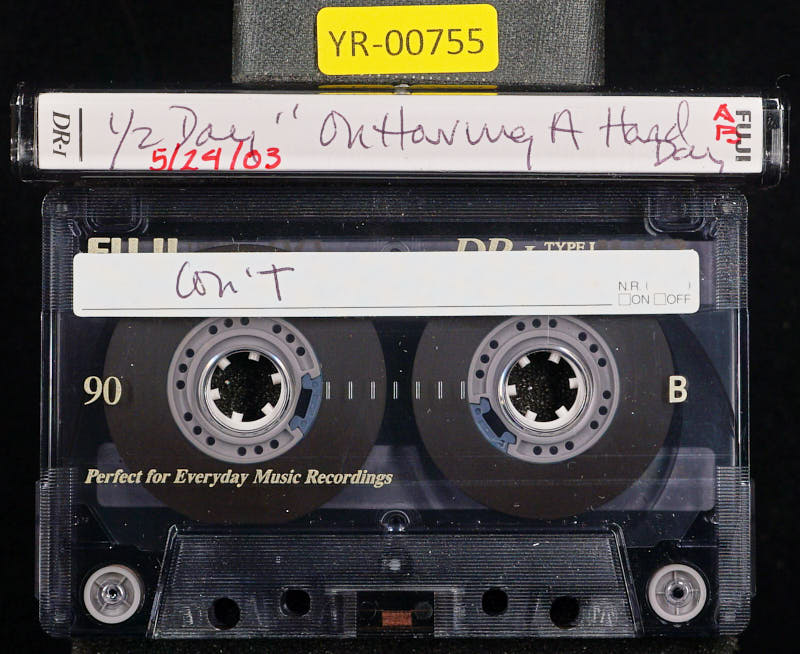 YR-00755
DR-I
1/2 Day " On Having A Hard Day
FUJI
AP
5/24/03
FUJI
DR-I TYPE I
Con't
N.R. ( )
ON OFF
90
B
Perfect for Everyday Music Recordings